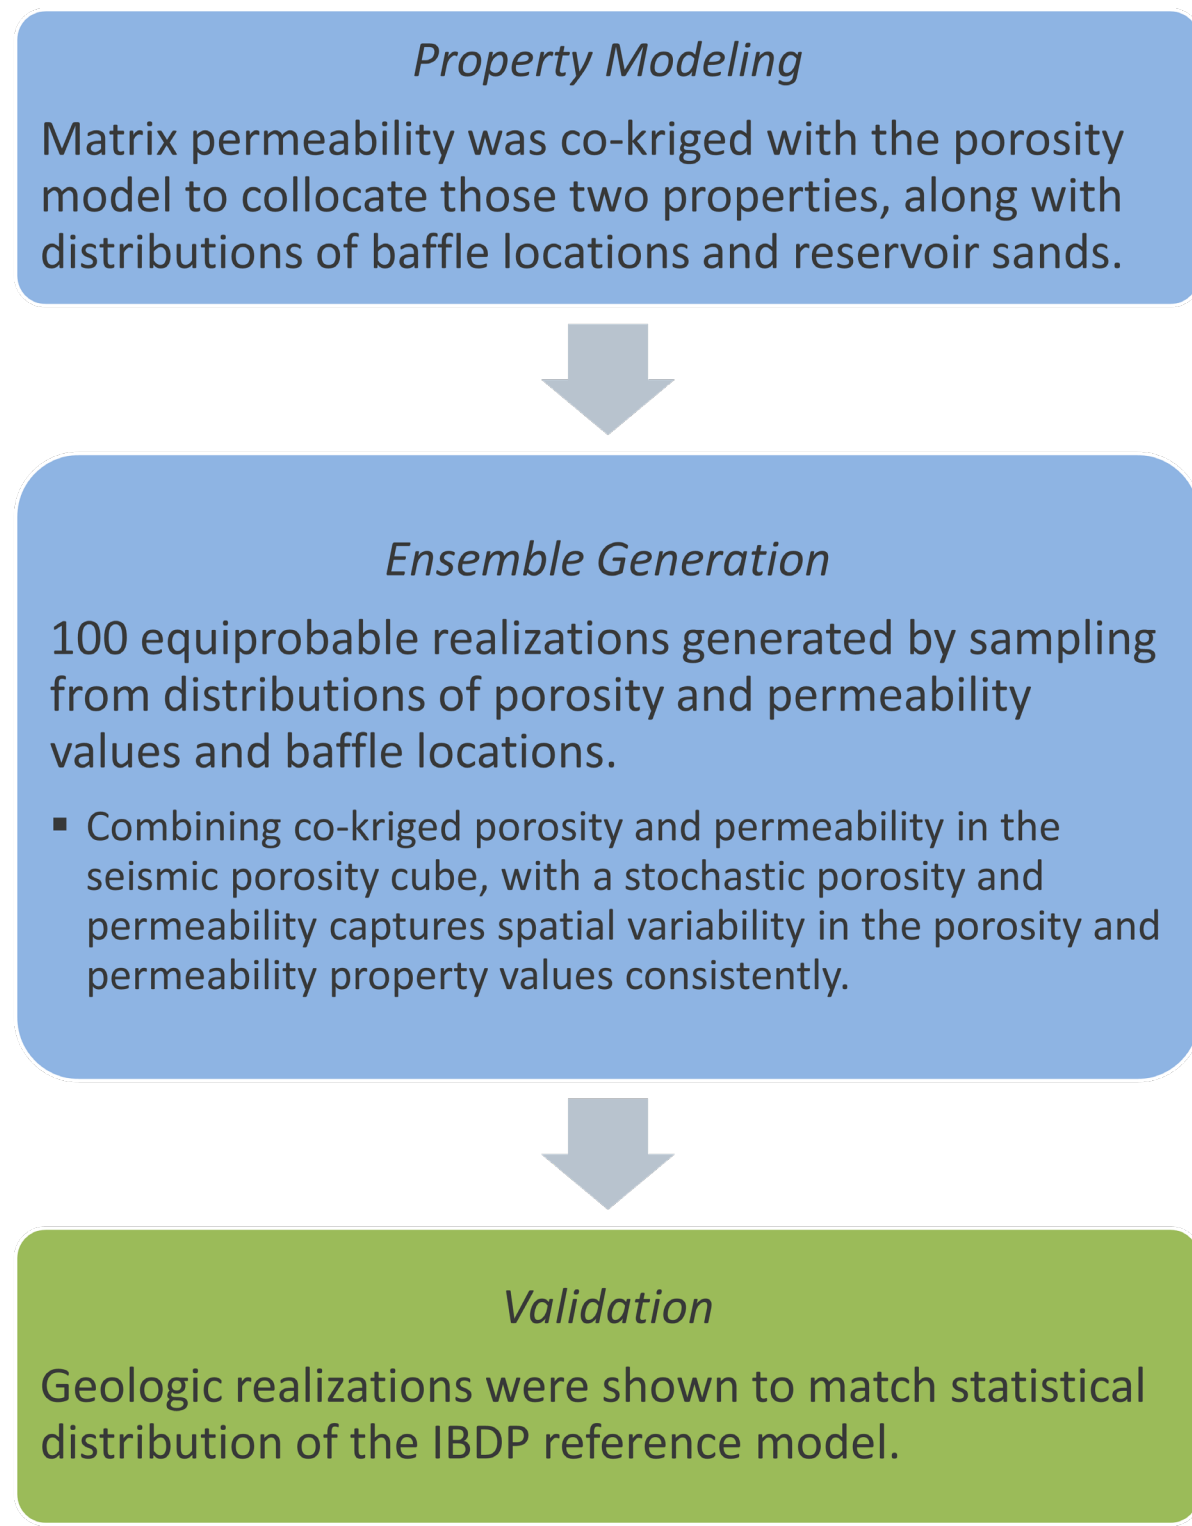 Property Modeling
Matrix permeability was co-kriged with the porosity
model to collocate those two properties, along with
distributions of baffle locations and reservoir sands.
Ensemble Generation
100 equiprobable realizations generated by sampling
from distributions of porosity and permeability
values and baffle locations.
▪ Combining co-kriged porosity and permeability in the
seismic porosity cube, with a stochastic porosity and
permeability captures spatial variability in the porosity and
permeability property values consistently.
Validation
Geologic realizations were shown to match statistical
distribution of the IBDP reference model.